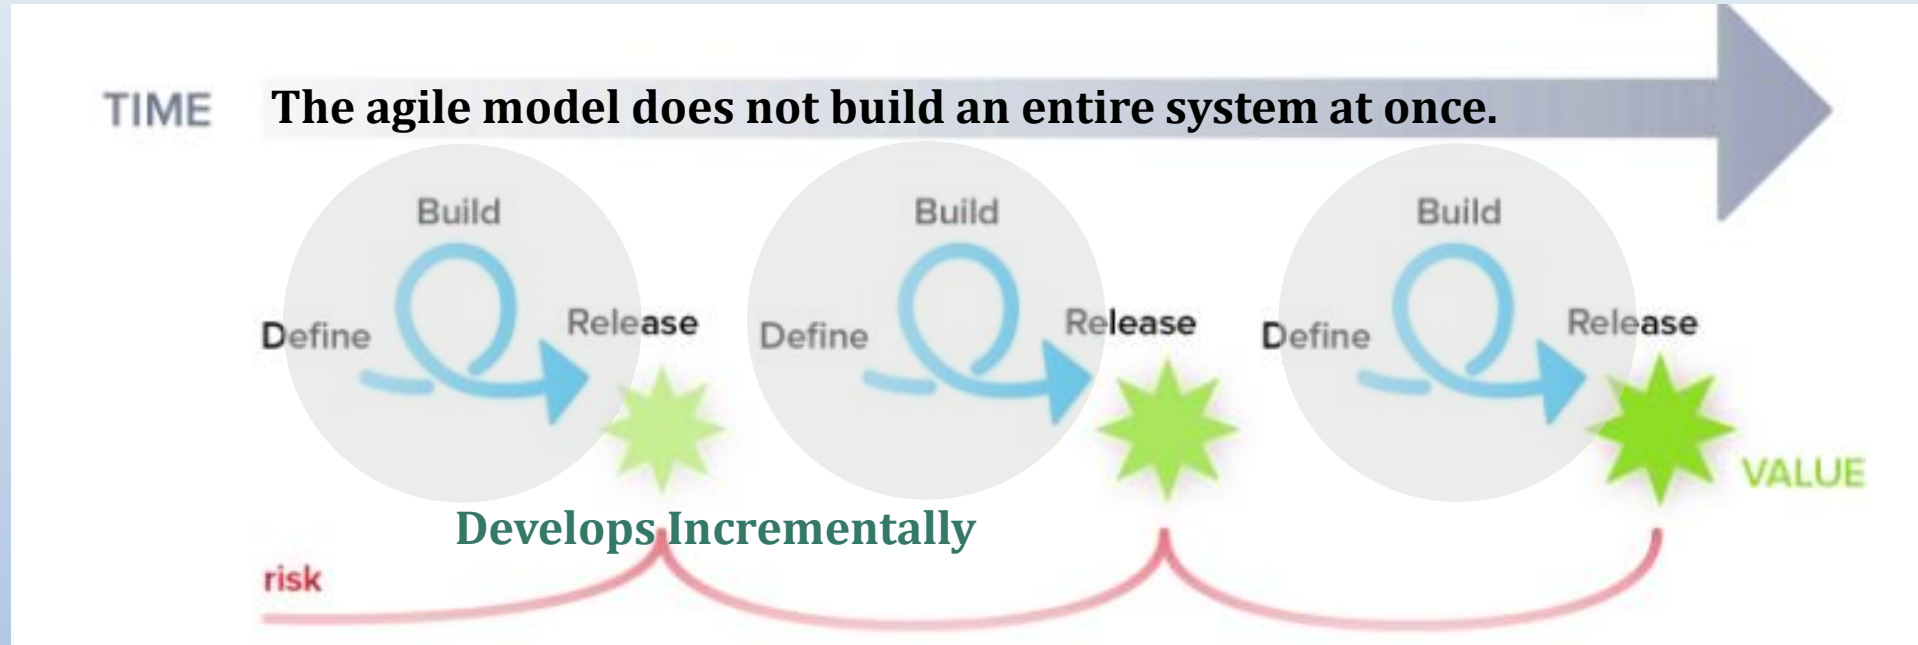 TIME
The agile model does not build an entire system at once.
Build
Build
Build
Define
Release
Define
Release
Define
Release
VALUE
Develops Incrementally
risk